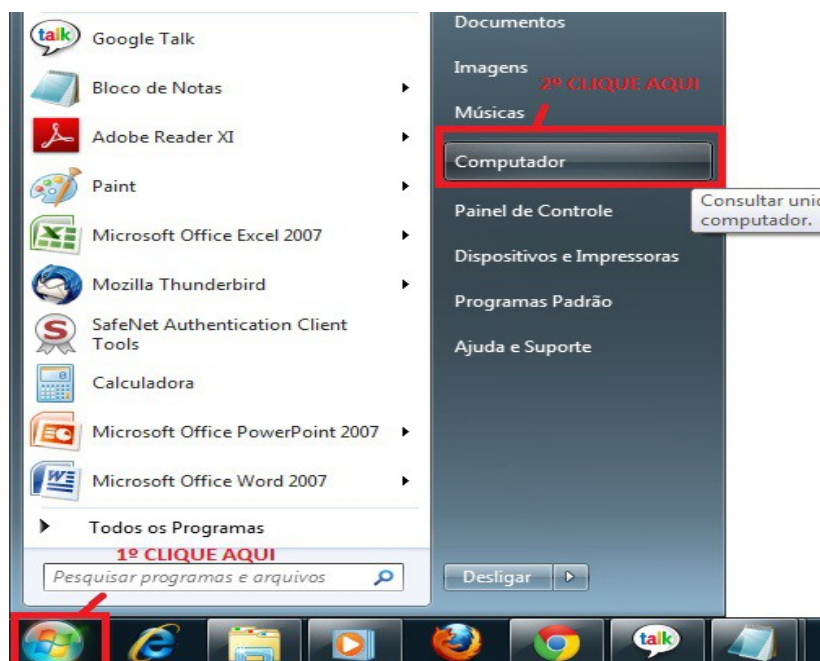 talk Google Talk
Bloco de Notas
Adobe Reader XI
Paint
Microsoft Office Excel 2007
Mozilla Thunderbird
SafeNet Authentication Client
Tools
Calculadora
Microsoft Office PowerPoint 2007
Microsoft Office Word 2007
Todos os Programas
1º CLIQUE AQUI
Pesquisar programas e arquivos
Documentos
Imagens
2º CLIQUE AQUI
Músicas
Computador
Consultar unid
computador.
Painel de Controle
Dispositivos e Impressoras
Programas Padrão
Ajuda e Suporte
Desligar
talk